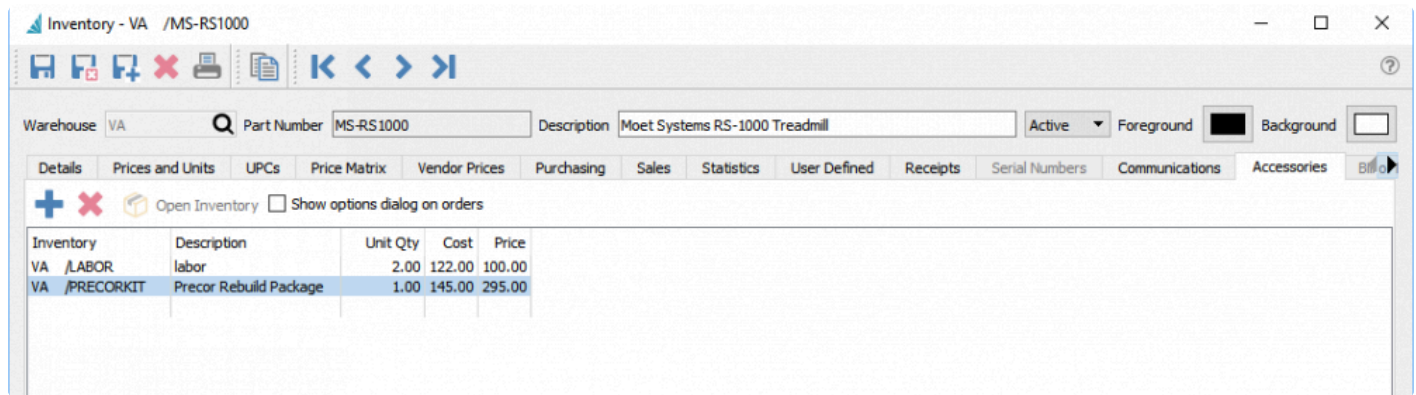 Inventory - VA /MS-RS1000
Warehouse VA Part Number MS-RS1000 Description Moet Systems RS-1000 Treadmill Active Foreground Background
Details Prices and Units UPCs Price Matrix Vendor Prices Purchasing Sales Statistics User Defined Receipts Serial Numbers Communications Accessories
Open Inventory Show options dialog on orders
Inventory Description Unit Qty Cost Price
VA /LABOR labor 2.00 122.00 100.00
VA /PRECORKIT Precor Rebuild Package 1.00 145.00 295.00